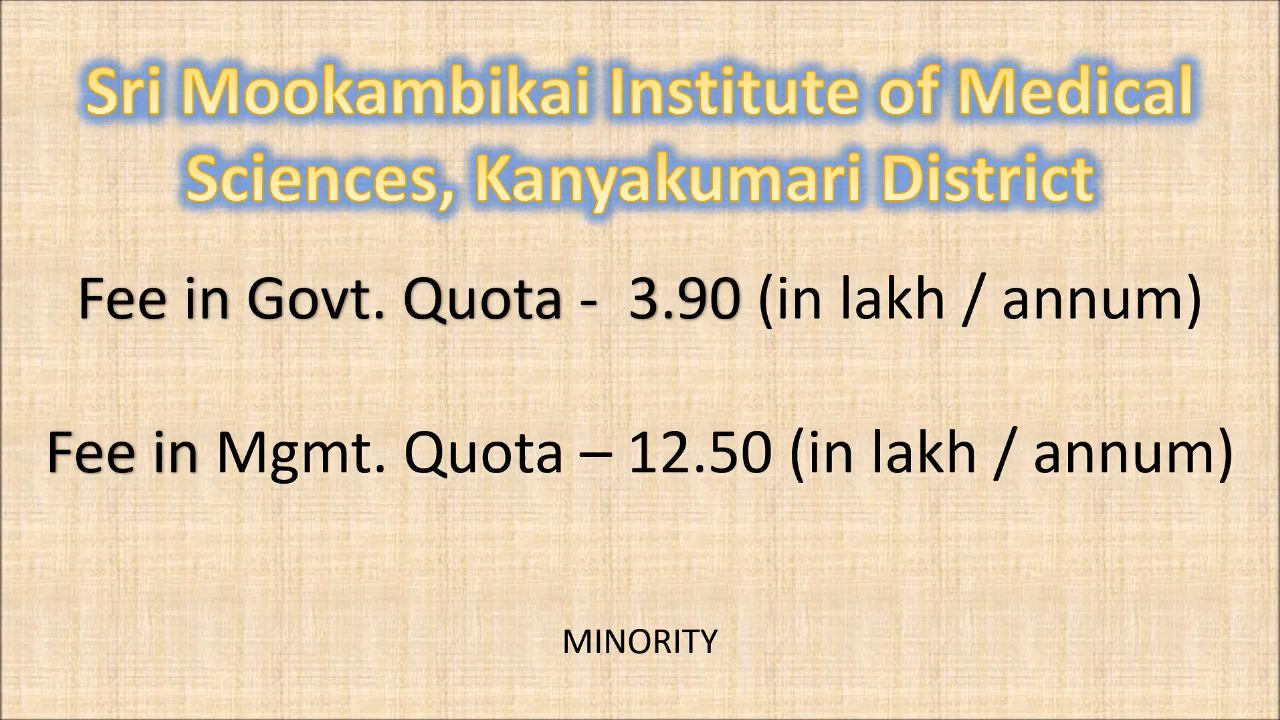 Sri Mookambikai Institute of Medical
Sciences, Kanyakumari District
Fee in Govt. Quota -  3.90 (in lakh / annum)
Fee in Mgmt. Quota – 12.50 (in lakh / annum)
MINORITY